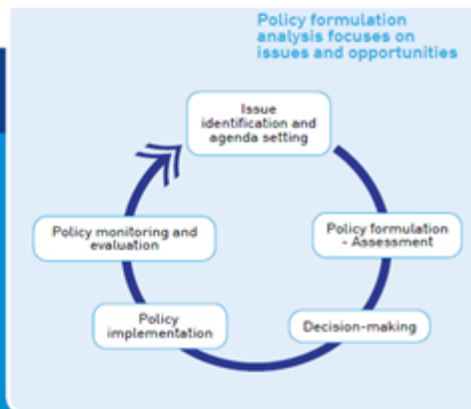 Policy formulation
analysis focuses on
issues and opportunities
Issue
identification and
agenda setting
Policy formulation
- Assessment
Decision-making
Policy
implementation
Policy monitoring and
evaluation